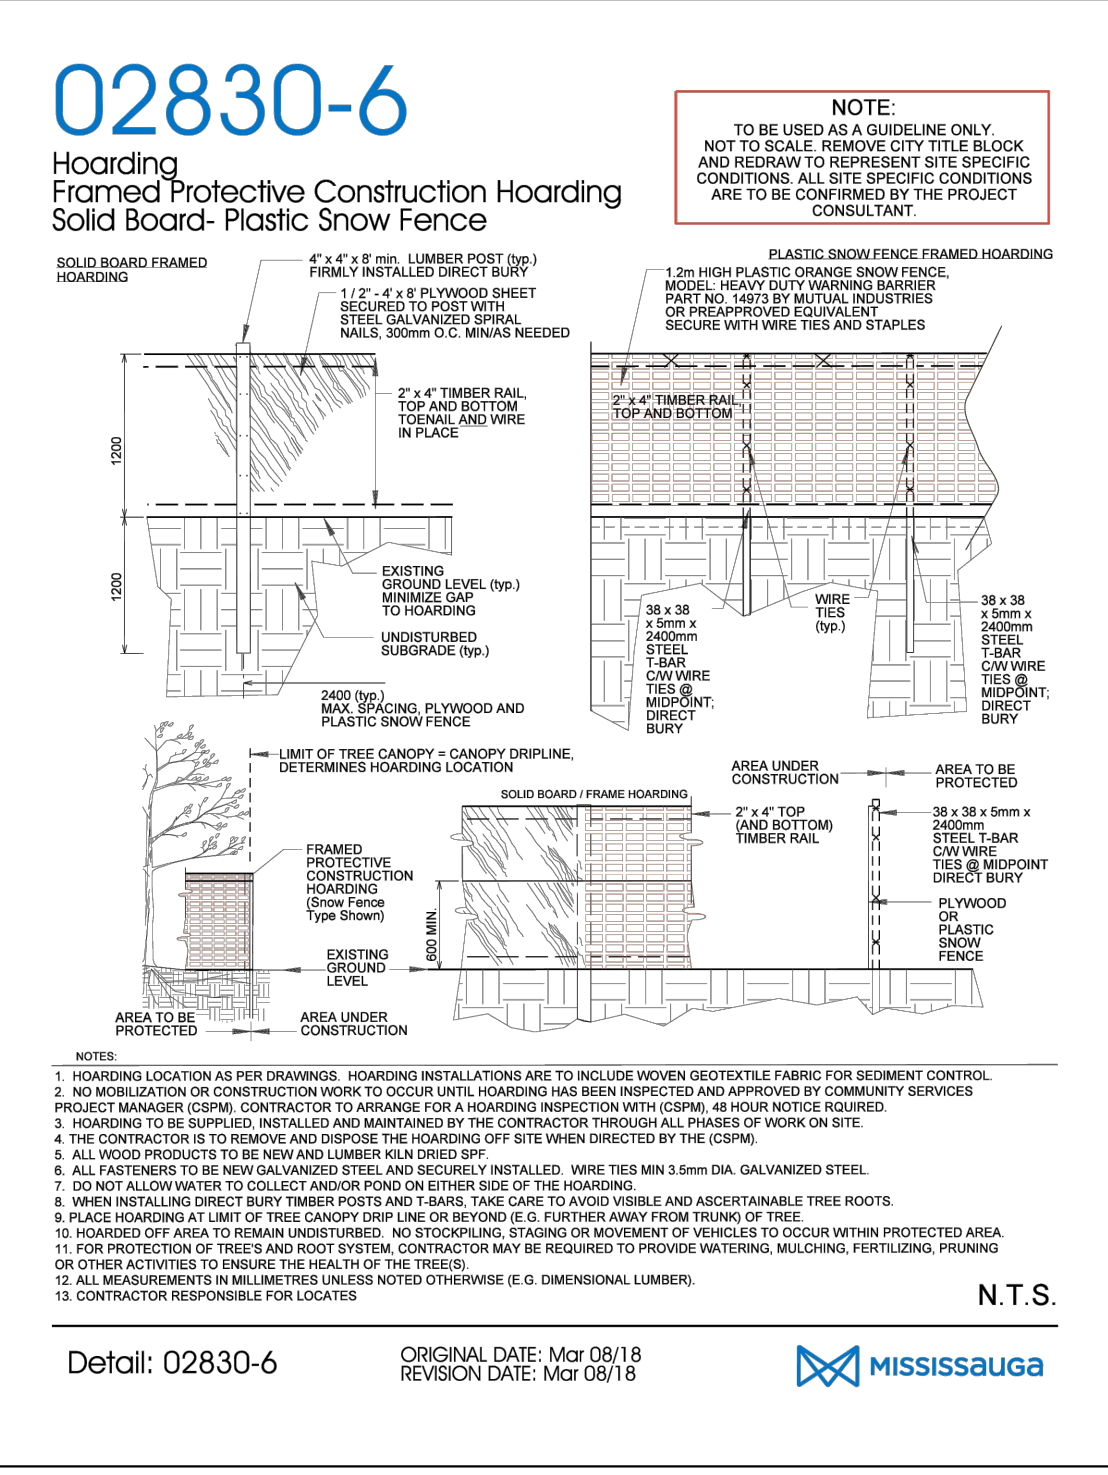 02830-6
Hoarding
Framed Protective Construction Hoarding
Solid Board- Plastic Snow Fence
NOTE:
TO BE USED AS A GUIDELINE ONLY.
NOT TO SCALE. REMOVE CITY TITLE BLOCK
AND REDRAW TO REPRESENT SITE SPECIFIC
CONDITIONS. ALL SITE SPECIFIC CONDITIONS
ARE TO BE CONFIRMED BY THE PROJECT
CONSULTANT.
SOLID BOARD FRAMED
HOARDING
4" x 4" x 8' min. LUMBER POST (typ.)
FIRMLY INSTALLED DIRECT BURY
1 / 2" - 4' x 8' PLYWOOD SHEET
SECURED TO POST WITH
STEEL GALVANIZED SPIRAL
NAILS, 300mm O.C. MIN/AS NEEDED
2" x 4" TIMBER RAIL,
TOP AND BOTTOM
TOENAIL AND WIRE
IN PLACE
1200
1200
EXISTING
GROUND LEVEL (typ.)
MINIMIZE GAP
TO HOARDING
UNDISTURBED
SUBGRADE (typ.)
2400 (typ.)
MAX. SPACING, PLYWOOD AND
PLASTIC SNOW FENCE
PLASTIC SNOW FENCE FRAMED HOARDING
1.2m HIGH PLASTIC ORANGE SNOW FENCE,
MODEL: HEAVY DUTY WARNING BARRIER
PART NO. 14973 BY MUTUAL INDUSTRIES
OR PREAPPROVED EQUIVALENT
SECURE WITH WIRE TIES AND STAPLES
2" x 4" TIMBER RAIL,
TOP AND BOTTOM
38 x 38
x 5mm x
2400mm
STEEL
T-BAR
C/W WIRE
TIES @
MIDPOINT;
DIRECT
BURY
WIRE
TIES
(typ.)
38 x 38
x 5mm x
2400mm
STEEL
T-BAR
C/W WIRE
TIES @
MIDPOINT;
DIRECT
BURY
LIMIT OF TREE CANOPY = CANOPY DRIPLINE,
DETERMINES HOARDING LOCATION
FRAMED
PROTECTIVE
CONSTRUCTION
HOARDING
(Snow Fence
Type Shown)
EXISTING
GROUND
LEVEL
AREA TO BE
PROTECTED
AREA UNDER
CONSTRUCTION
SOLID BOARD / FRAME HOARDING
600 MIN.
2" x 4" TOP
(AND BOTTOM)
TIMBER RAIL
AREA UNDER
CONSTRUCTION
AREA TO BE
PROTECTED
38 x 38 x 5mm x
2400mm
STEEL T-BAR
C/W WIRE
TIES @ MIDPOINT
DIRECT BURY
PLYWOOD
OR
PLASTIC
SNOW
FENCE
NOTES:
1. HOARDING LOCATION AS PER DRAWINGS. HOARDING INSTALLATIONS ARE TO INCLUDE WOVEN GEOTEXTILE FABRIC FOR SEDIMENT CONTROL.
2. NO MOBILIZATION OR CONSTRUCTION WORK TO OCCUR UNTIL HOARDING HAS BEEN INSPECTED AND APPROVED BY COMMUNITY SERVICES
PROJECT MANAGER (CSPM). CONTRACTOR TO ARRANGE FOR A HOARDING INSPECTION WITH (CSPM), 48 HOUR NOTICE RQUIRED.
3. HOARDING TO BE SUPPLIED, INSTALLED AND MAINTAINED BY THE CONTRACTOR THROUGH ALL PHASES OF WORK ON SITE.
4. THE CONTRACTOR IS TO REMOVE AND DISPOSE THE HOARDING OFF SITE WHEN DIRECTED BY THE (CSPM).
5. ALL WOOD PRODUCTS TO BE NEW AND LUMBER KILN DRIED SPF.
6. ALL FASTENERS TO BE NEW GALVANIZED STEEL AND SECURELY INSTALLED. WIRE TIES MIN 3.5mm DIA. GALVANIZED STEEL.
7. DO NOT ALLOW WATER TO COLLECT AND/OR POND ON EITHER SIDE OF THE HOARDING.
8. WHEN INSTALLING DIRECT BURY TIMBER POSTS AND T-BARS, TAKE CARE TO AVOID VISIBLE AND ASCERTAINABLE TREE ROOTS.
9. PLACE HOARDING AT LIMIT OF TREE CANOPY DRIP LINE OR BEYOND (E.G. FURTHER AWAY FROM TRUNK) OF TREE.
10. HOARDED OFF AREA TO REMAIN UNDISTURBED. NO STOCKPILING, STAGING OR MOVEMENT OF VEHICLES TO OCCUR WITHIN PROTECTED AREA.
11. FOR PROTECTION OF TREE'S AND ROOT SYSTEM, CONTRACTOR MAY BE REQUIRED TO PROVIDE WATERING, MULCHING, FERTILIZING, PRUNING
OR OTHER ACTIVITIES TO ENSURE THE HEALTH OF THE TREE(S).
12. ALL MEASUREMENTS IN MILLIMETRES UNLESS NOTED OTHERWISE (E.G. DIMENSIONAL LUMBER).
13. CONTRACTOR RESPONSIBLE FOR LOCATES
N.T.S.
Detail: 02830-6
ORIGINAL DATE: Mar 08/18
REVISION DATE: Mar 08/18
MISSISSAUGA